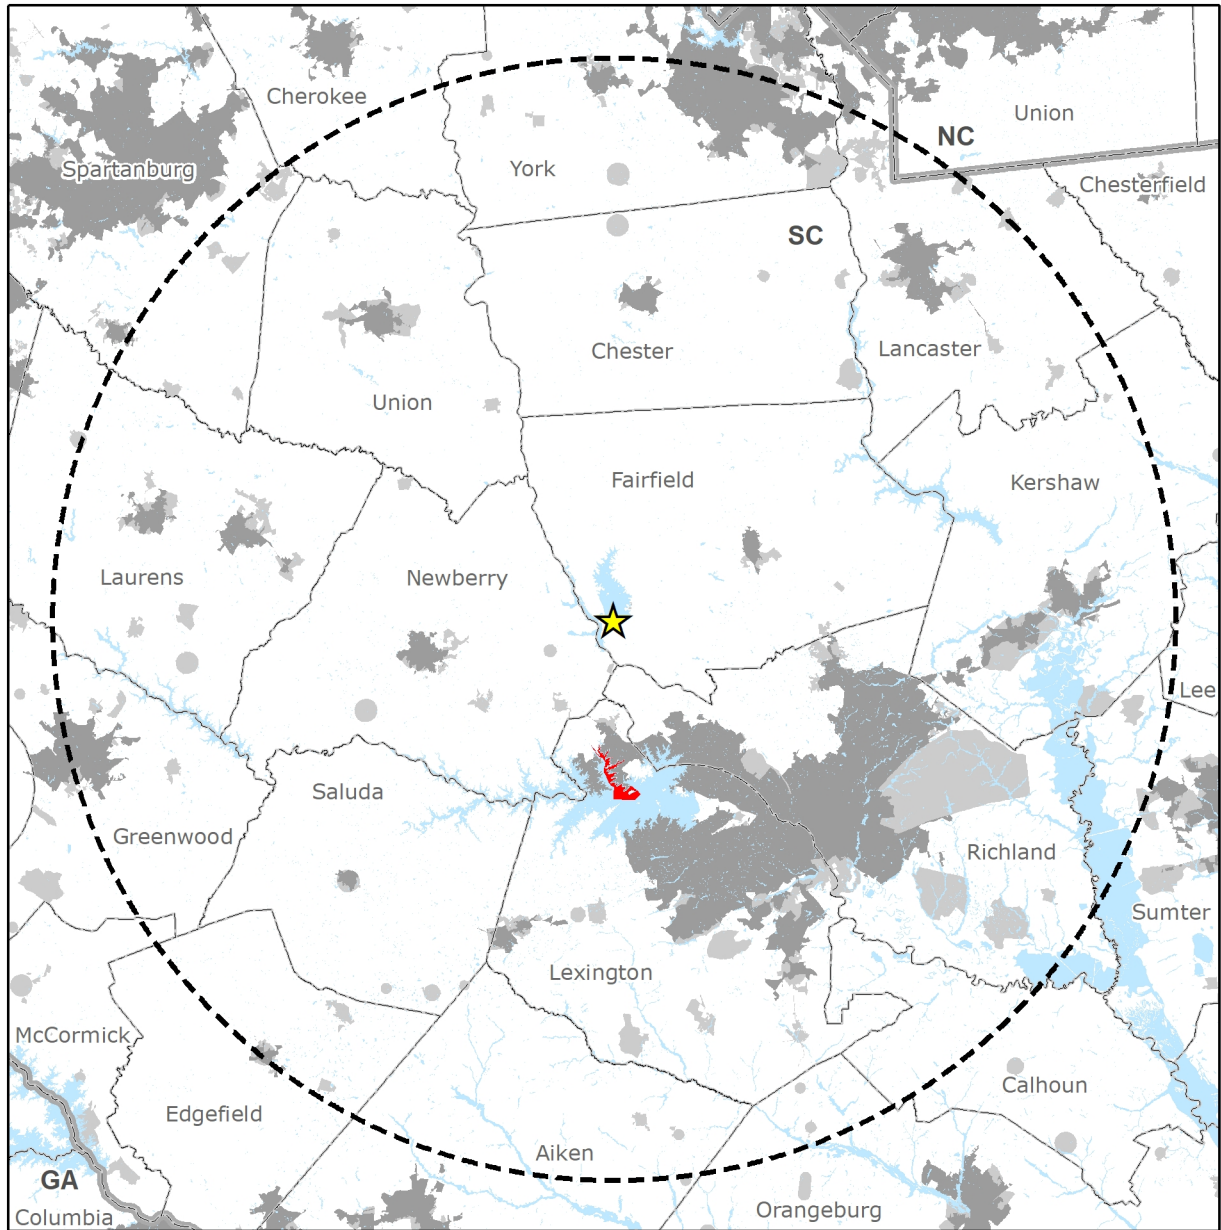 Cherokee
Union
NC
Spartanburg
York
Chesterfield
SC
Chester
Lancaster
Union
Fairfield
Kershaw
Laurens
Newberry
Lee
Saluda
Greenwood
Richland
Sumter
Lexington
McCormick
Calhoun
Edgefield
Aiken
GA
Columbia
Orangeburg